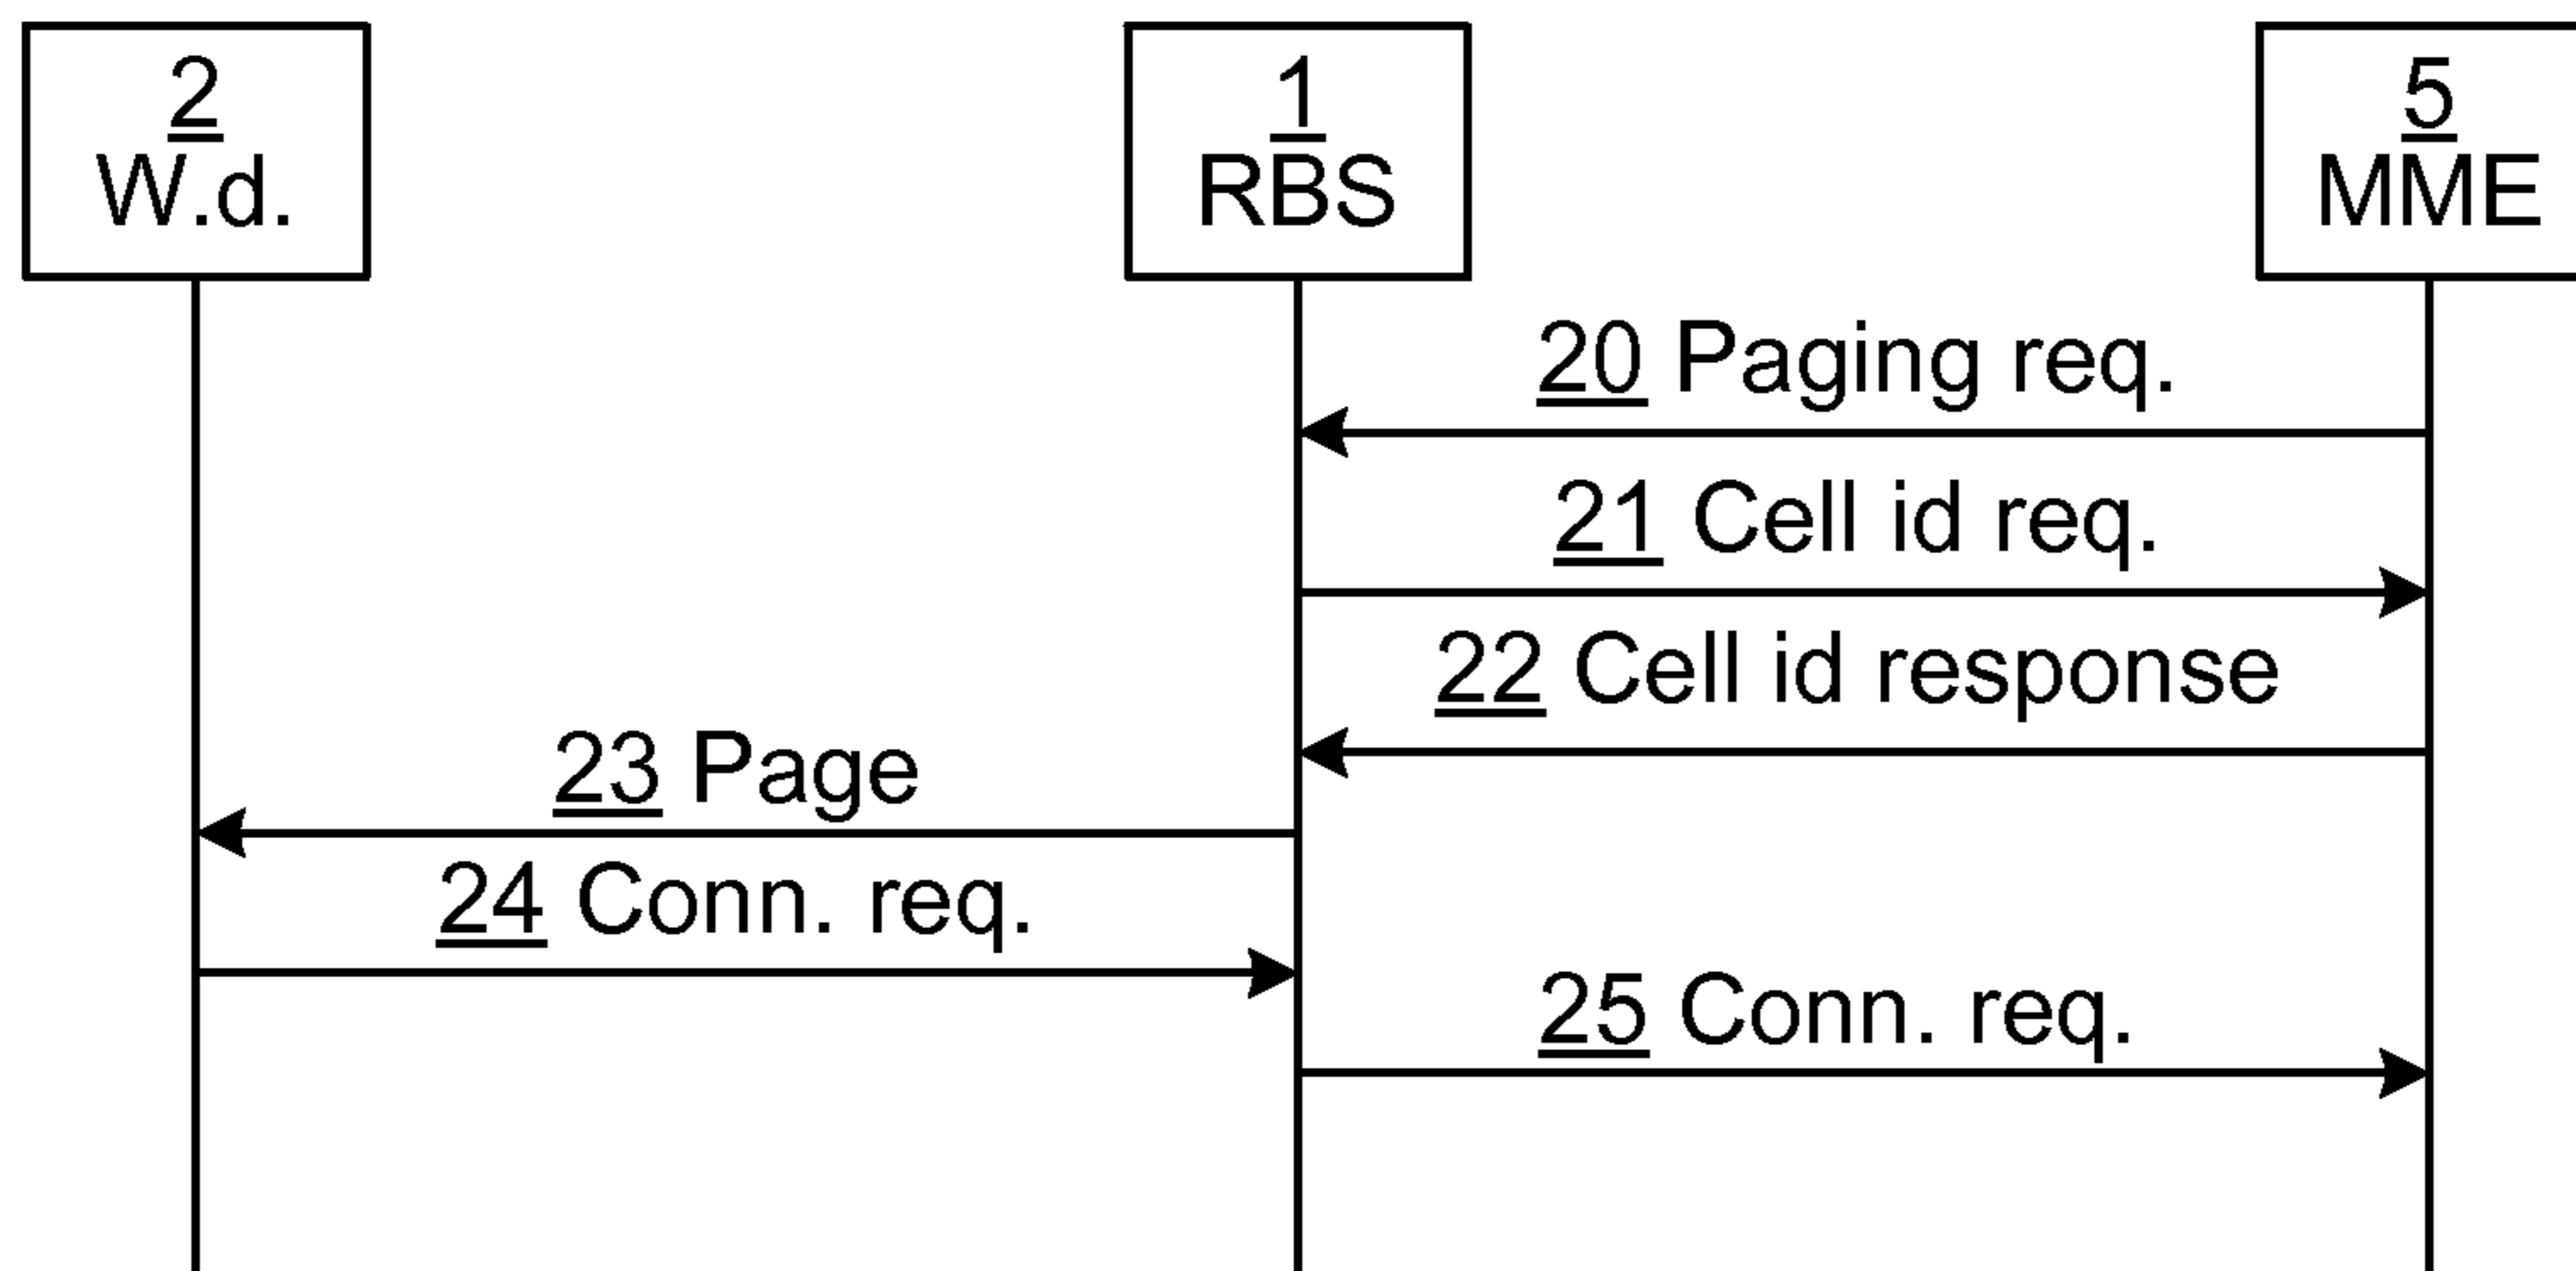 2
W.d.
1
RBS
5
MME
20 Paging req.
21 Cell id req.
22 Cell id response
23 Page
24 Conn. req.
25 Conn. req.